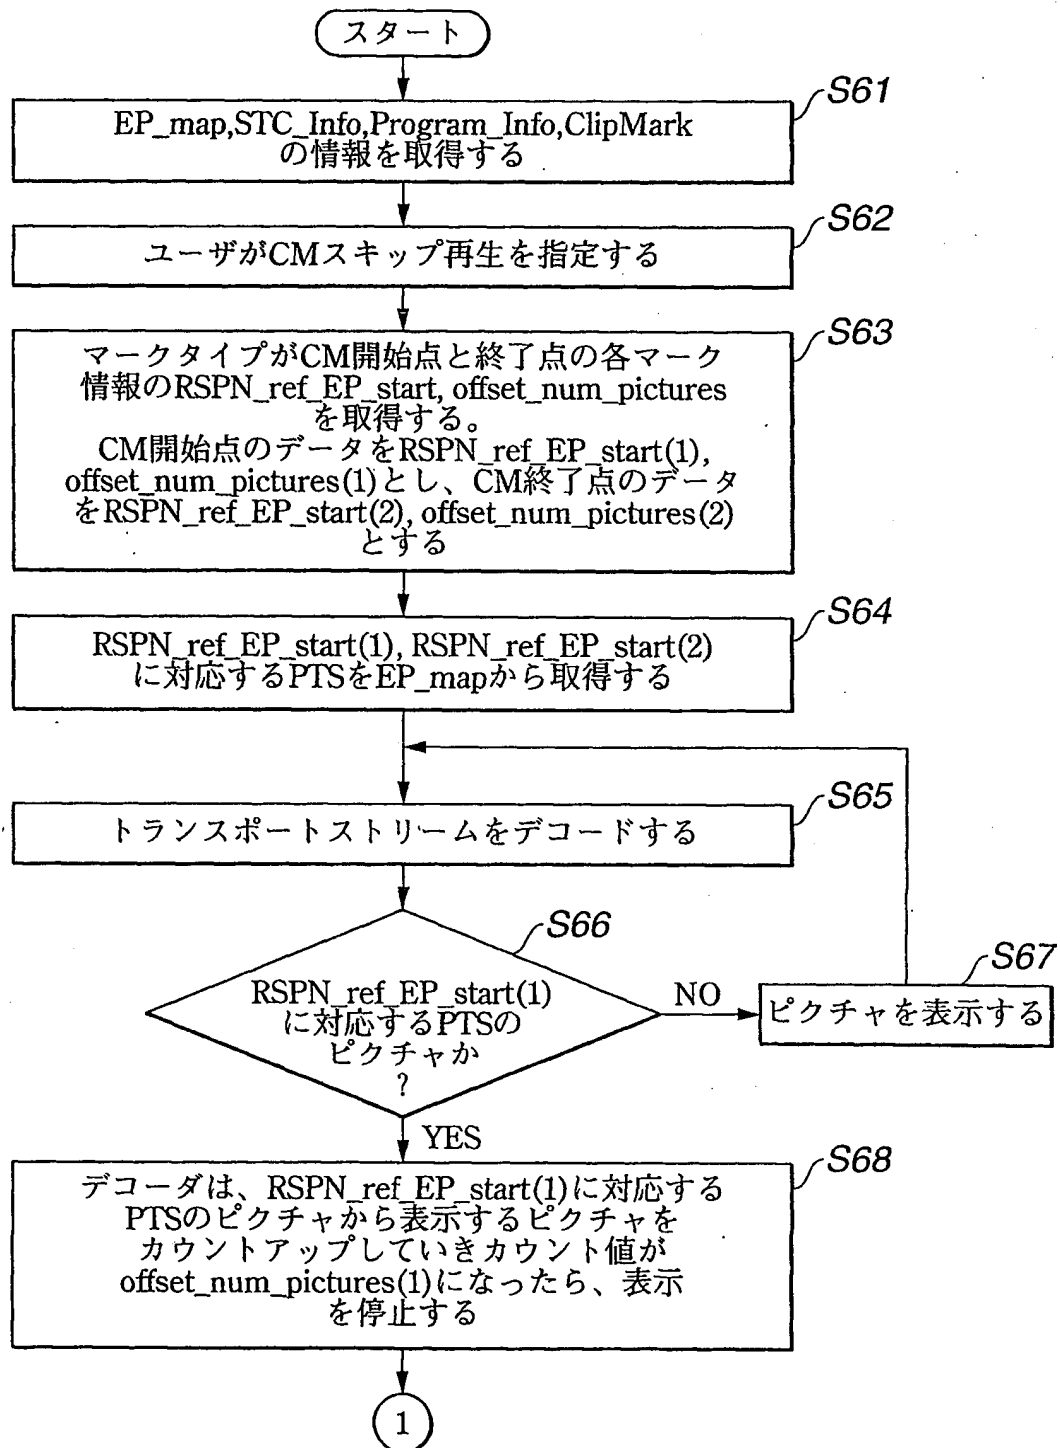 スタート
S61
EP_map,STC_Info,Program_Info,ClipMark
の情報を取得する
S62
ユーザがCMスキップ再生を指定する
S63
マークタイプがCM開始点と終了点の各マーク
情報のRSPN_ref_EP_start, offset_num_pictures
を取得する。
CM開始点のデータをRSPN_ref_EP_start(1),
offset_num_pictures(1)とし、CM終了点のデータ
をRSPN_ref_EP_start(2), offset_num_pictures(2)
とする
S64
RSPN_ref_EP_start(1), RSPN_ref_EP_start(2)
に対応するPTSをEP_mapから取得する
S65
トランスポートストリームをデコードする
S66
RSPN_ref_EP_start(1)
に対応するPTSの
ピクチャか
?
NO
S67
ピクチャを表示する
YES
S68
デコーダは、RSPN_ref_EP_start(1)に対応する
PTSのピクチャから表示するピクチャを
カウントアップしていきカウント値が
offset_num_pictures(1)になったら、表示
を停止する
1